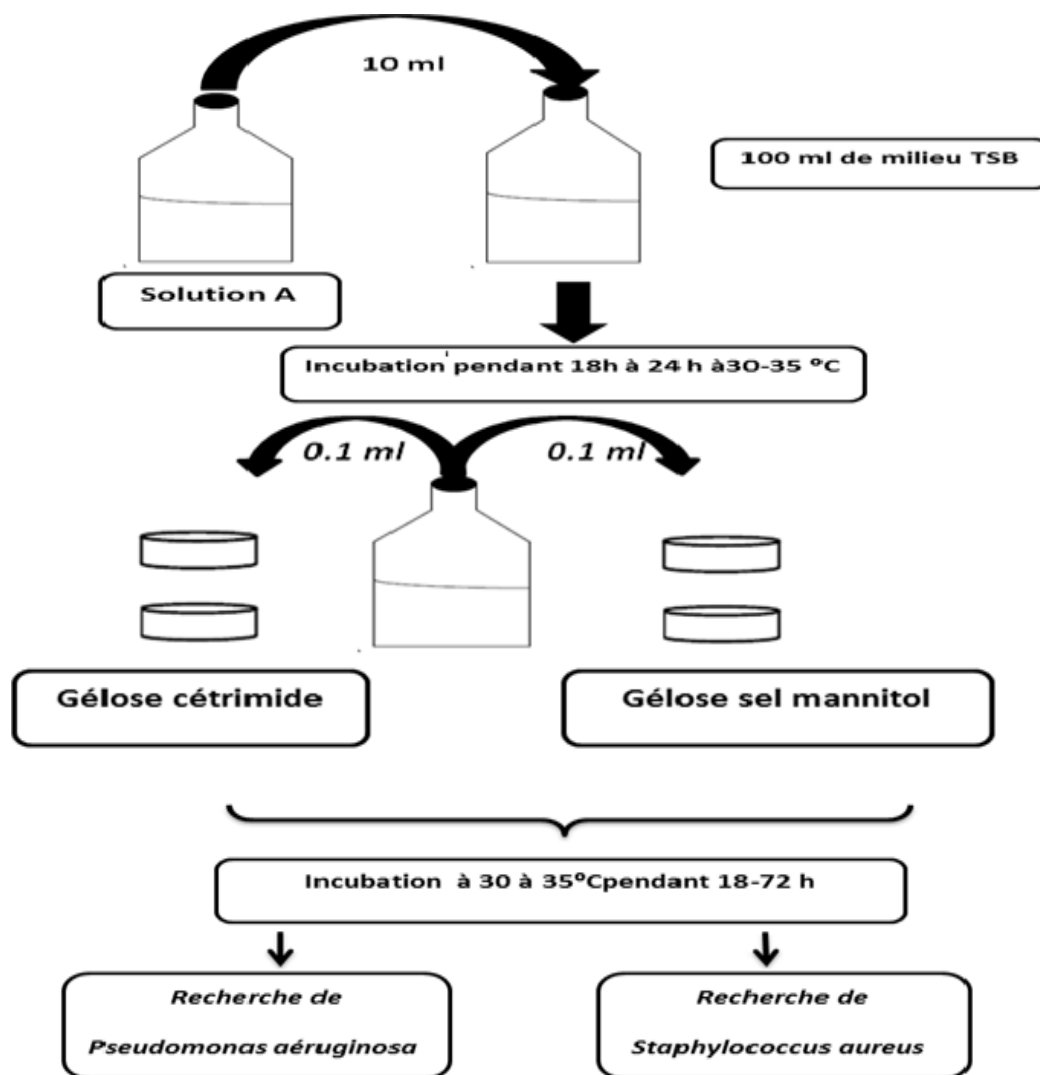 10 ml
100 ml de milieu TSB
Solution A
Incubation pendant 18h à 24 h à30-35 ºC
0.1 ml
0.1 ml
Gélose cétrimide
Gélose sel mannitol
Incubation à 30 à 35ºCpendant 18-72 h
Recherche de
Pseudomonas aéruginosa
Recherche de
Staphylococcus aureus